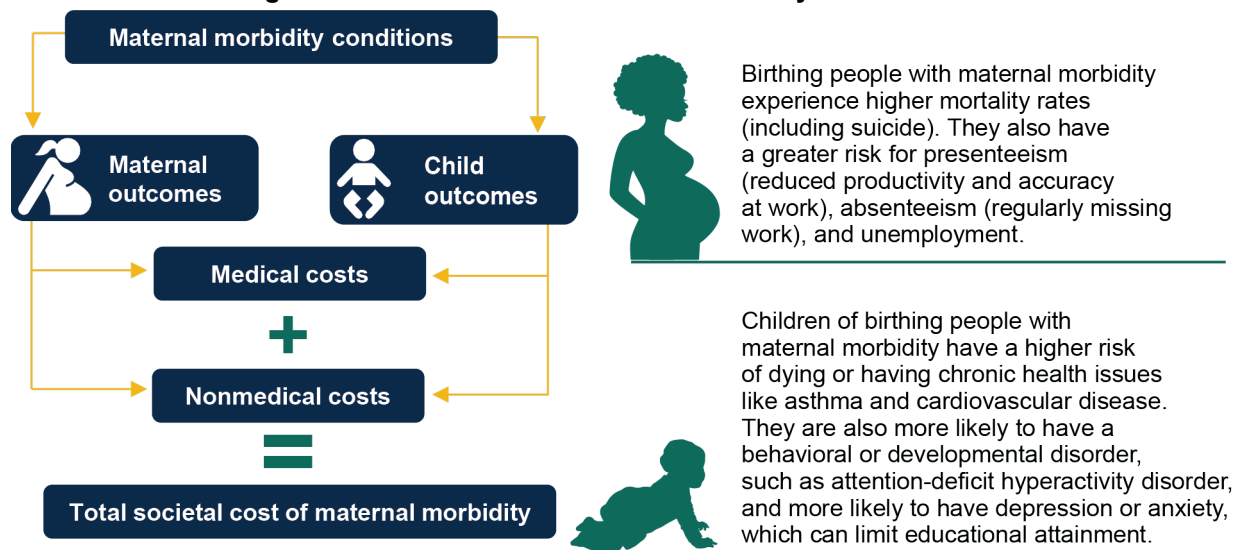 Maternal morbidity conditions
Maternal
outcomes
Child
outcomes
Medical costs
+
Nonmedical costs
=
Total societal cost of maternal morbidity
Birthing people with maternal morbidity
experience higher mortality rates
(including suicide). They also have
a greater risk for presenteeism
(reduced productivity and accuracy
at work), absenteeism (regularly missing
work), and unemployment.
Children of birthing people with
maternal morbidity have a higher risk
of dying or having chronic health issues
like asthma and cardiovascular disease.
They are also more likely to have a
behavioral or developmental disorder,
such as attention-deficit hyperactivity disorder,
and more likely to have depression or anxiety,
which can limit educational attainment.